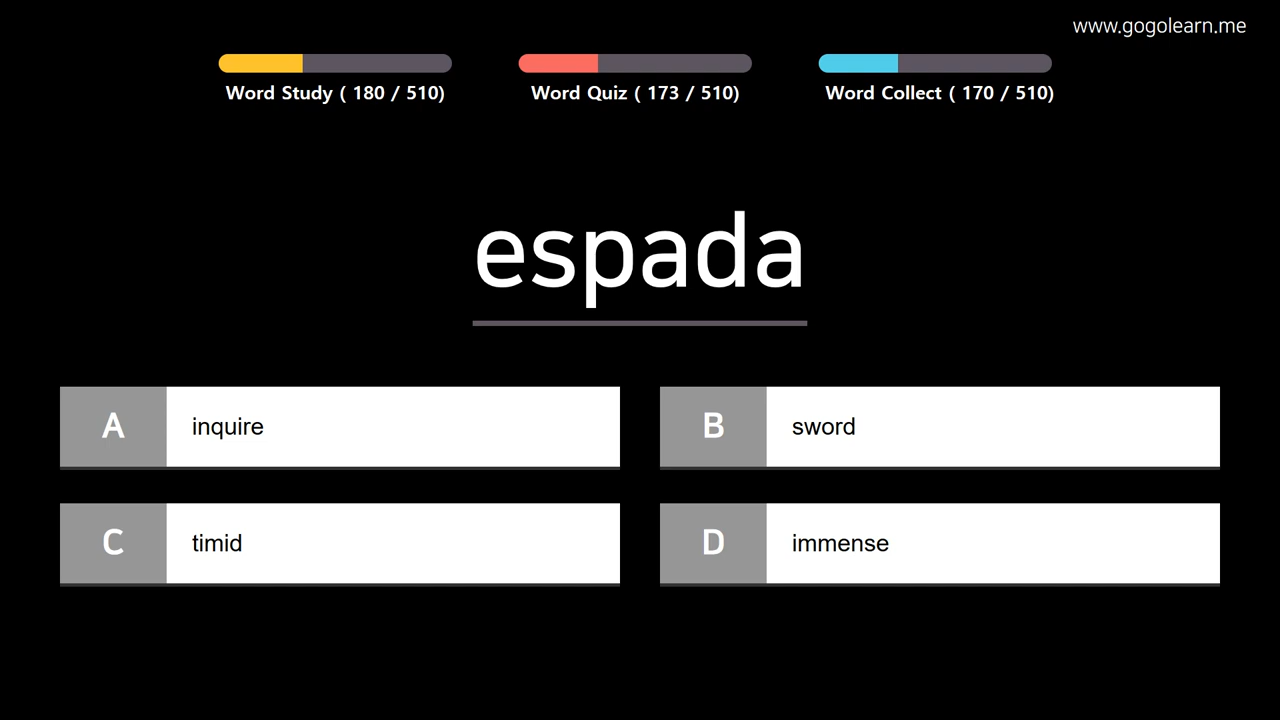 www.gogolearn.me
Word Study ( 180 / 510)
Word Quiz ( 173 / 510)
Word Collect ( 170 / 510)
espada
A inquire
B sword
C timid
D immense